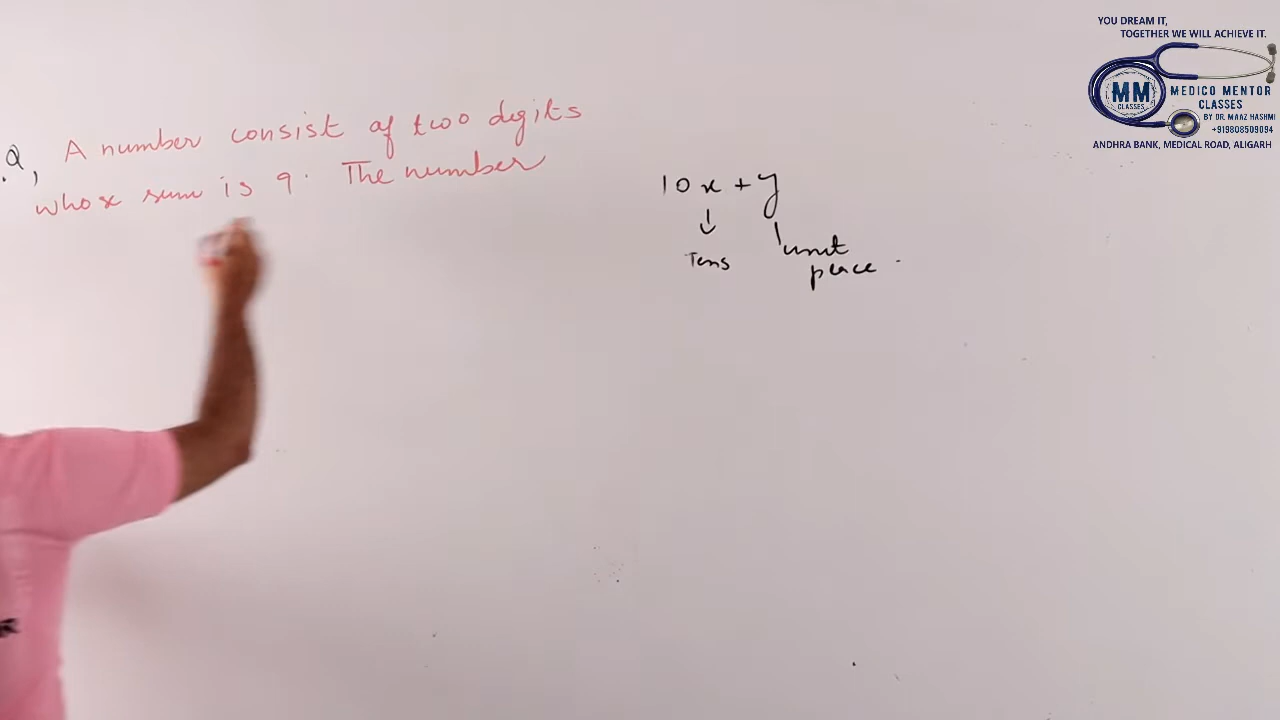 YOU DREAM IT,
TOGETHER WE WILL ACHIEVE IT.
MM
CLASSES
MEDICO MENTOR
CLASSES
BY DR. MAAZ HASHMI
+919808509094
ANDHRA BANK, MEDICAL ROAD, ALIGARH
Q, A number consist of two digits
whose sum is 9. The number
10x + y
Tens
unit
place